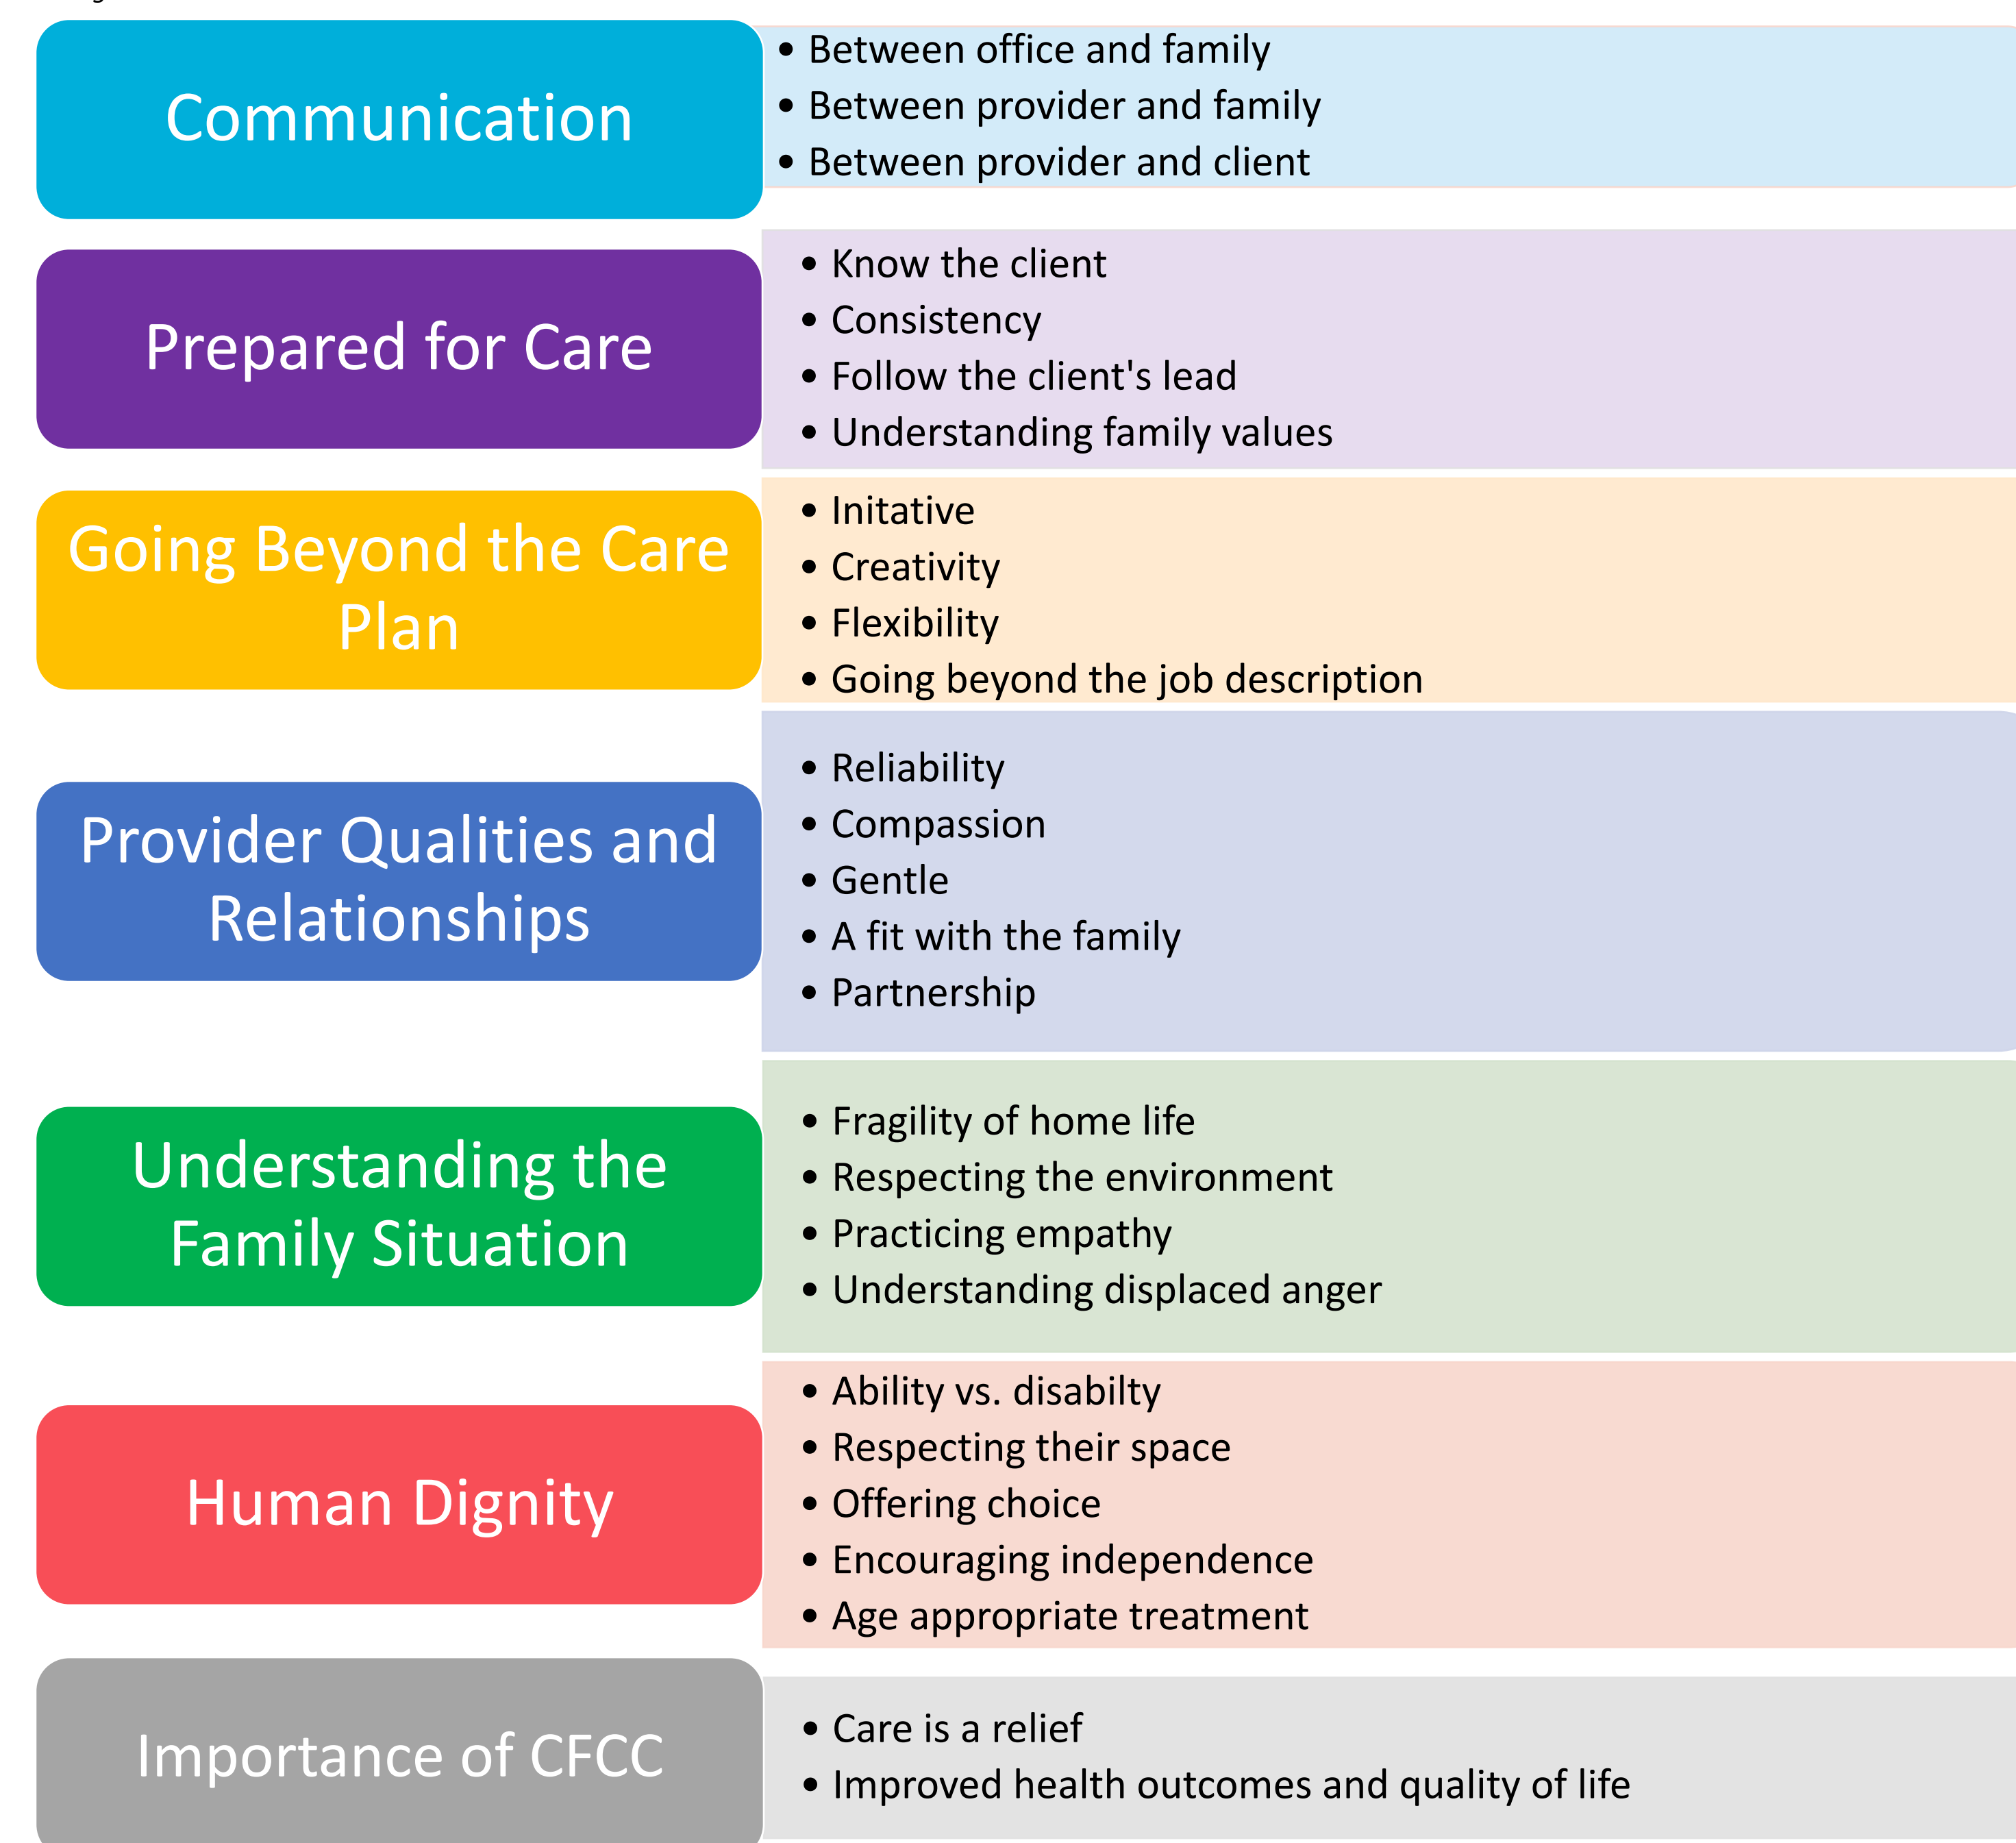 Communication
• Between office and family
• Between provider and family
• Between provider and client
Prepared for Care
• Know the client
• Consistency
• Follow the client's lead
• Understanding family values
Going Beyond the Care
Plan
• Initative
• Creativity
• Flexibility
• Going beyond the job description
Provider Qualities and
Relationships
• Reliability
• Compassion
• Gentle
• A fit with the family
• Partnership
Understanding the
Family Situation
• Fragility of home life
• Respecting the environment
• Practicing empathy
• Understanding displaced anger
Human Dignity
• Ability vs. disabilty
• Respecting their space
• Offering choice
• Encouraging independence
• Age appropriate treatment
Importance of CFCC
• Care is a relief
• Improved health outcomes and quality of life